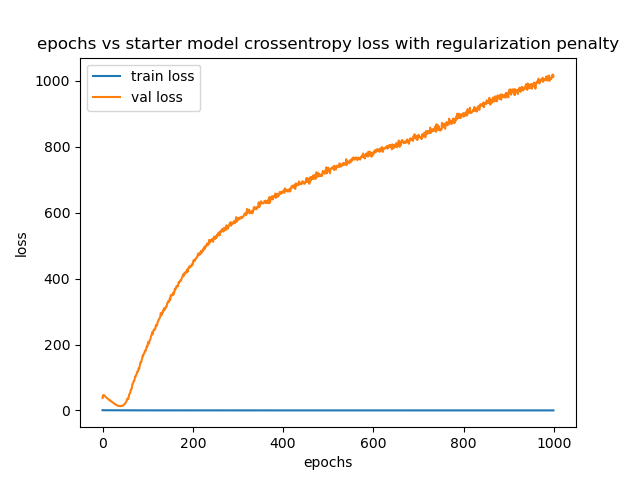 epochs vs starter model crossentropy loss with regularization penalty
train loss
val loss
1000
800
600
400
200
0
loss
0 200 400 600 800 1000
epochs